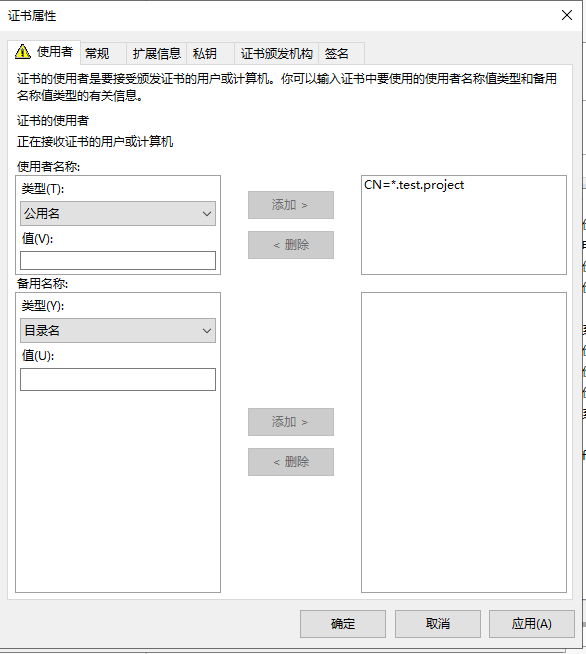 证书属性
使用者 常规 扩展信息 私钥 证书颁发机构 签名
证书的使用者是要接受颁发证书的用户或计算机。你可以输入证书中要使用的使用者名称值类型和备用
名称值类型的有关信息。
证书的使用者
正在接收证书的用户或计算机
使用者名称:
类型(T):
公用名
值(V):
添加 >
< 删除
CN=*.test.project
备用名称:
类型(Y):
目录名
值(U):
添加 >
< 删除
确定 取消 应用(A)